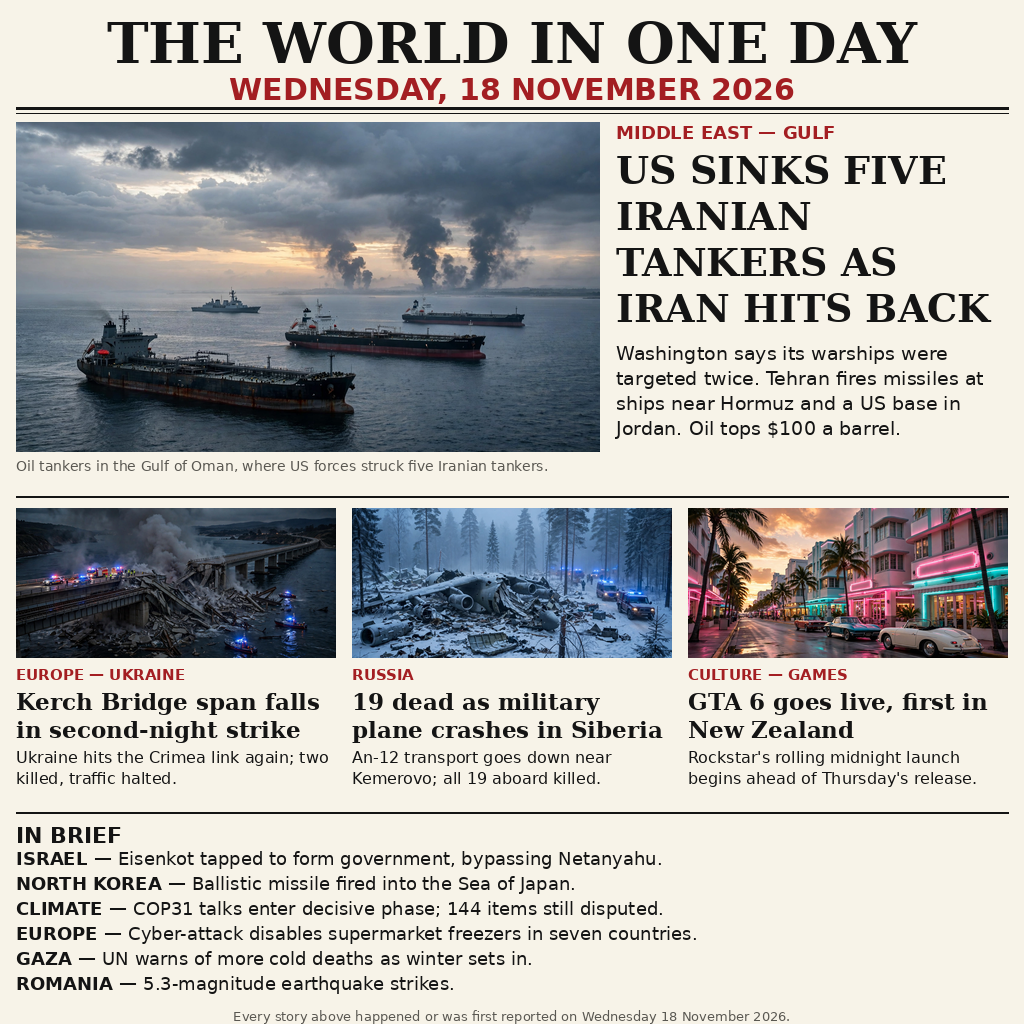 THE WORLD IN ONE DAY
WEDNESDAY, 18 NOVEMBER 2026
MIDDLE EAST — GULF
US SINKS FIVE
IRANIAN
TANKERS AS
IRAN HITS BACK
Washington says its warships were
targeted twice. Tehran fires missiles at
ships near Hormuz and a US base in
Jordan. Oil tops $100 a barrel.
Oil tankers in the Gulf of Oman, where US forces struck five Iranian tankers.
EUROPE — UKRAINE
Kerch Bridge span falls
in second-night strike
Ukraine hits the Crimea link again; two
killed, traffic halted.
RUSSIA
19 dead as military
plane crashes in Siberia
An-12 transport goes down near
Kemerovo; all 19 aboard killed.
CULTURE — GAMES
GTA 6 goes live, first in
New Zealand
Rockstar's rolling midnight launch
begins ahead of Thursday's release.
IN BRIEF
ISRAEL — Eisenkot tapped to form government, bypassing Netanyahu.
NORTH KOREA — Ballistic missile fired into the Sea of Japan.
CLIMATE — COP31 talks enter decisive phase; 144 items still disputed.
EUROPE — Cyber-attack disables supermarket freezers in seven countries.
GAZA — UN warns of more cold deaths as winter sets in.
ROMANIA — 5.3-magnitude earthquake strikes.
Every story above happened or was first reported on Wednesday 18 November 2026.